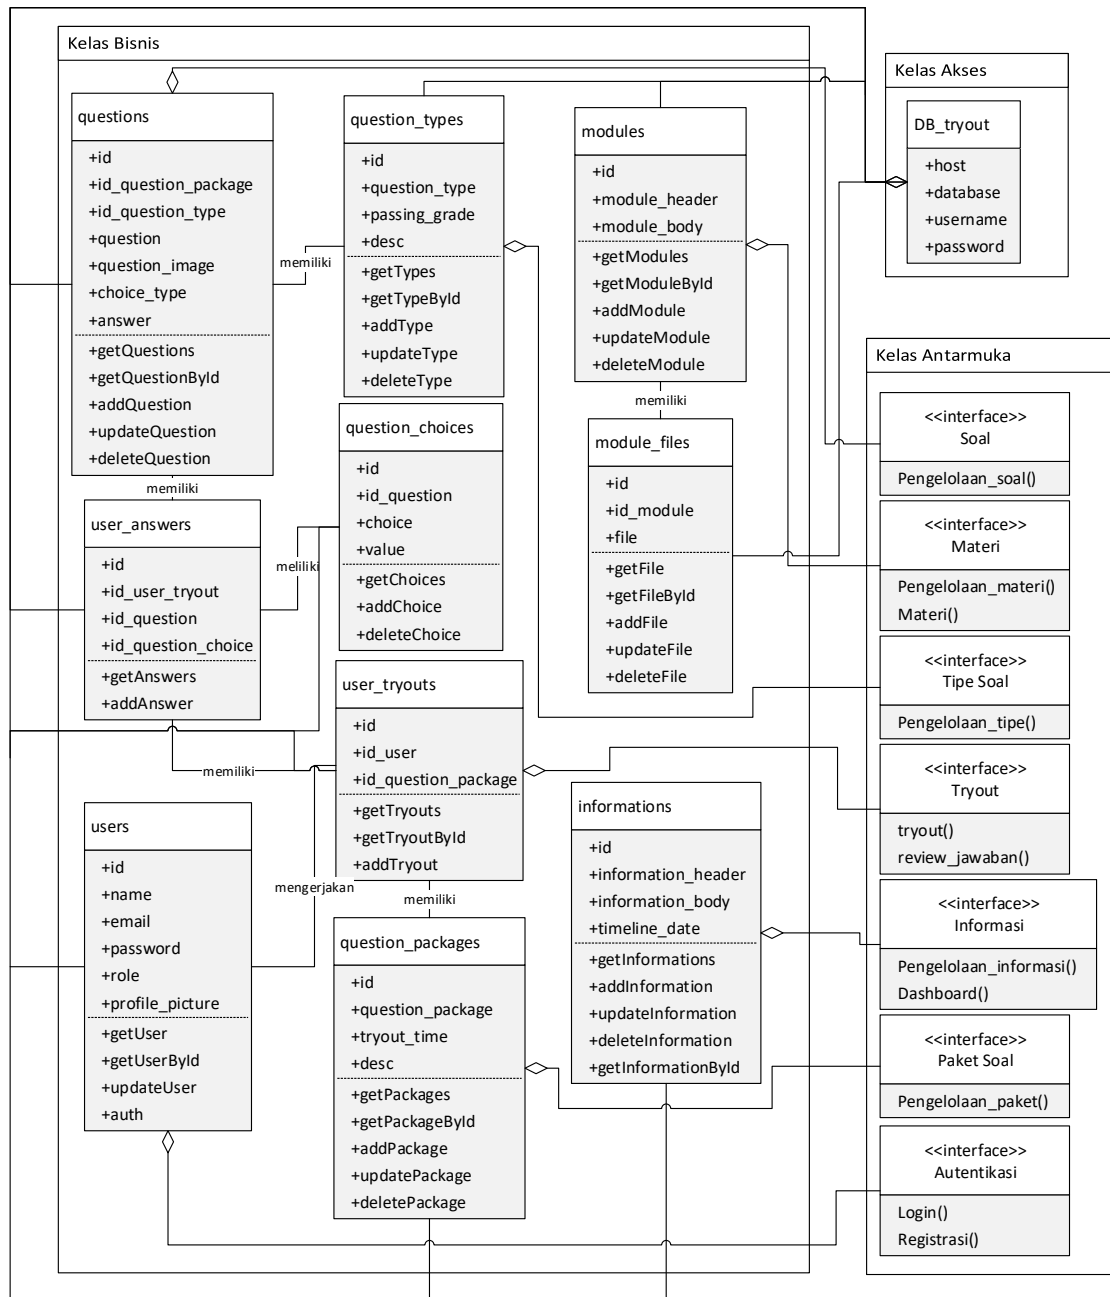 Kelas Bisnis
questions
+id
+id_question_package
+id_question_type
+question
+question_image
+choice_type
+answer
+getQuestions
+getQuestionById
+addQuestion
+updateQuestion
+deleteQuestion
memiliki
question_types
+id
+question_type
+passing_grade
+desc
+getTypes
+getTypeById
+addType
+updateType
+deleteType
modules
+id
+module_header
+module_body
+getModules
+getModuleById
+addModule
+updateModule
+deleteModule
memiliki
memiliki
user_answers
+id
+id_user_tryout
+id_question
+id_question_choice
+getAnswers
+addAnswer
meliliki
question_choices
+id
+id_question
+choice
+value
+getChoices
+addChoice
+deleteChoice
module_files
+id
+id_module
+file
+getFile
+getFileById
+addFile
+updateFile
+deleteFile
memiliki
user_tryouts
+id
+id_user
+id_question_package
+getTryouts
+getTryoutById
+addTryout
users
+id
+name
+email
+password
+role
+profile_picture
+getUser
+getUserById
+updateUser
+auth
mengerjakan
memiliki
question_packages
+id
+question_package
+tryout_time
+desc
+getPackages
+getPackageById
+addPackage
+updatePackage
+deletePackage
informations
+id
+information_header
+information_body
+timeline_date
+getInformations
+addInformation
+updateInformation
+deleteInformation
+getInformationById
Kelas Akses
DB_tryout
+host
+database
+username
+password
Kelas Antarmuka
<<interface>>
Soal
Pengelolaan_soal()
<<interface>>
Materi
Pengelolaan_materi()
Materi()
<<interface>>
Tipe Soal
Pengelolaan_tipe()
<<interface>>
Tryout
tryout()
review_jawaban()
<<interface>>
Informasi
Pengelolaan_informasi()
Dashboard()
<<interface>>
Paket Soal
Pengelolaan_paket()
<<interface>>
Autentikasi
Login()
Registrasi()